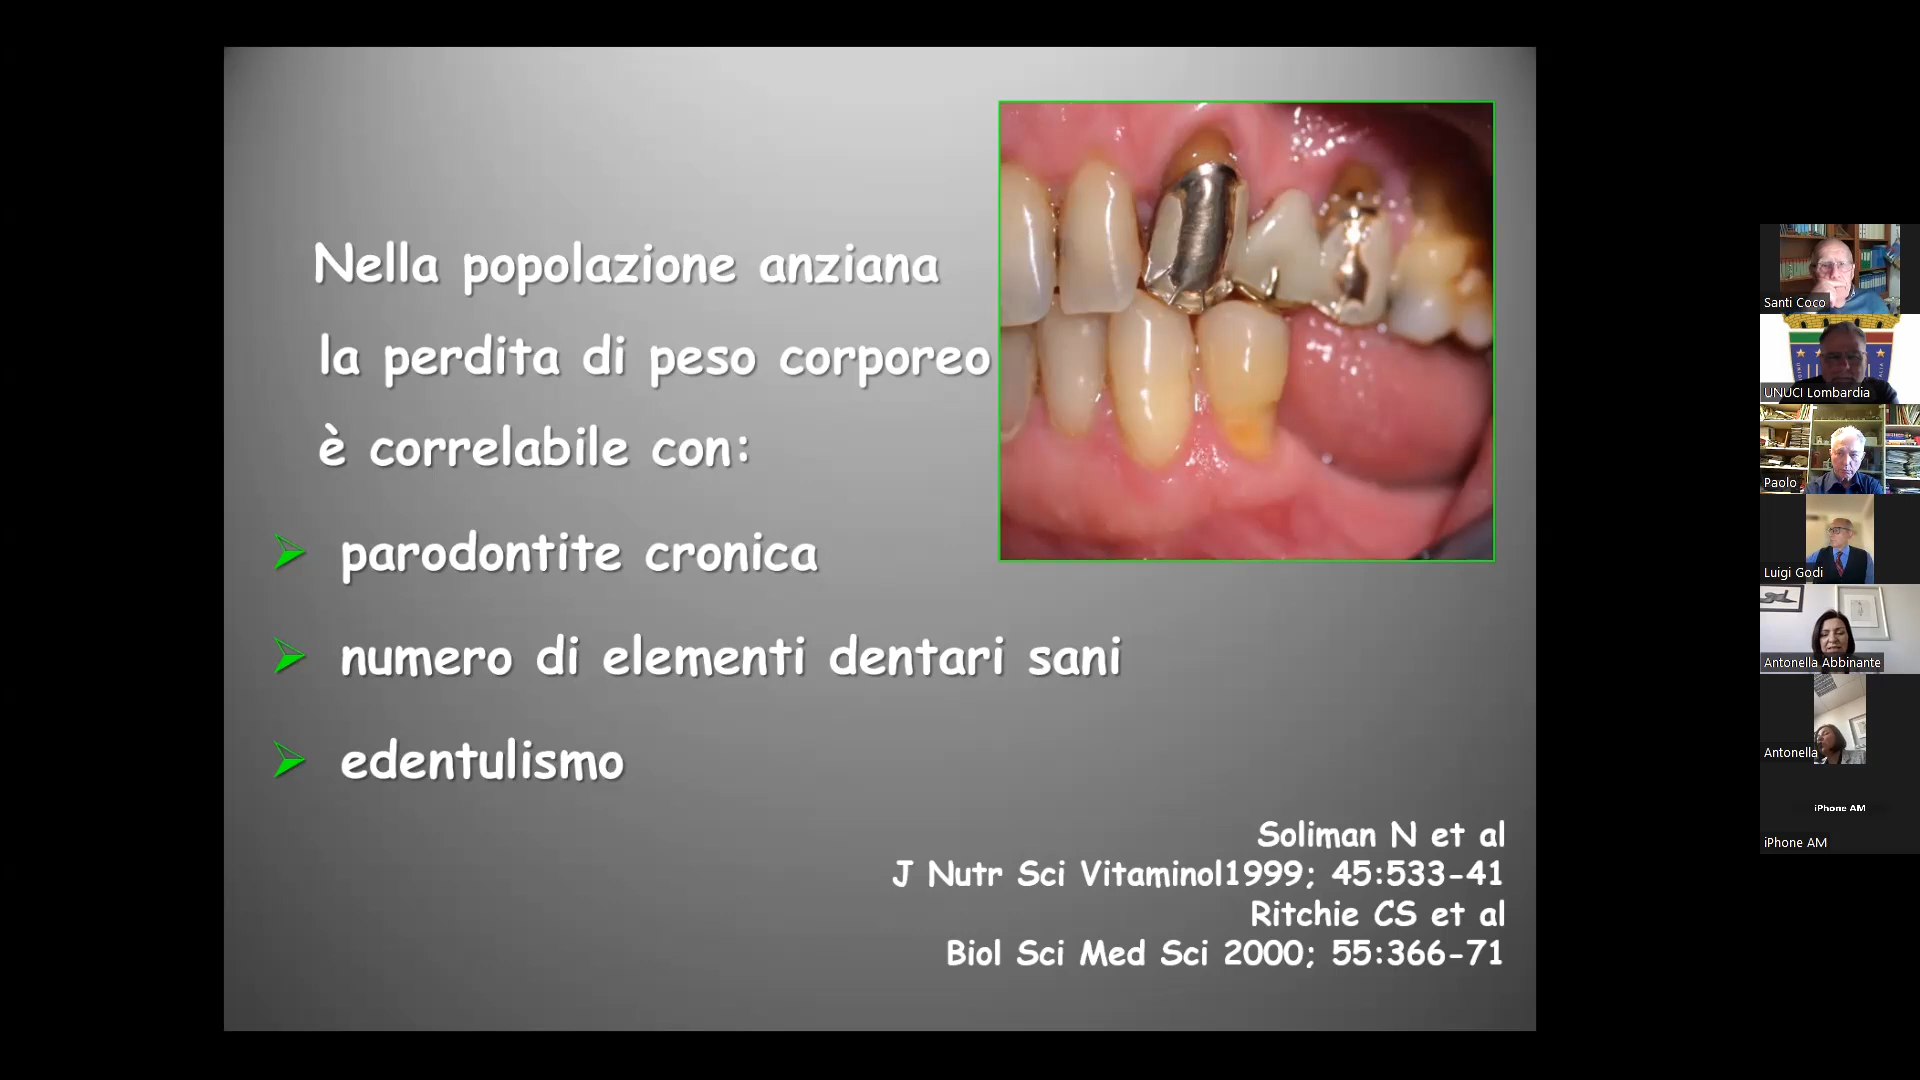 Nella popolazione anziana
la perdita di peso corporeo
è correlabile con:
parodontite cronica
numero di elementi dentari sani
edentulismo
Soliman N et al
J Nutr Sci Vitaminol1999; 45:533-41
Ritchie CS et al
Biol Sci Med Sci 2000; 55:366-71
Santi Coco
UNUCI Lombardia
Paolo
Luigi Godi
Antonella Abbinante
Antonella
iPhone AM
iPhone AM